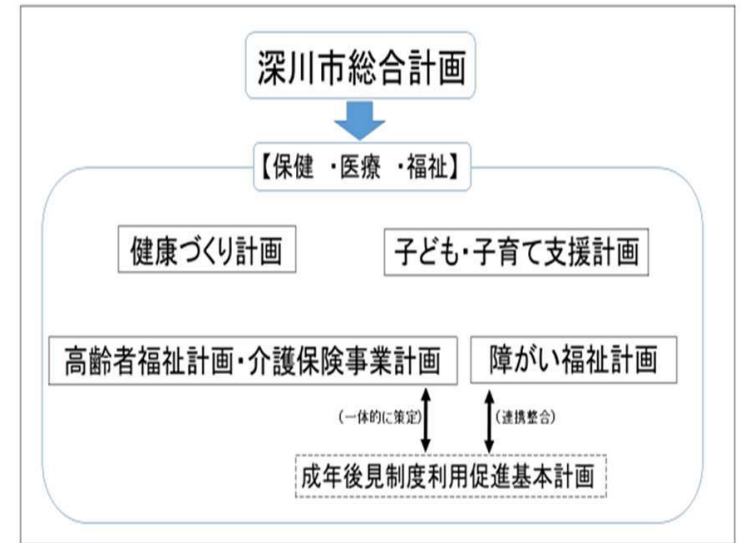 深川市総合計画
【保健 ・医療 ・福祉】
健康づくり計画
子ども・子育て支援計画
高齢者福祉計画・介護保険事業計画
障がい福祉計画
(一体的に策定)
(連携整合)
成年後見制度利用促進基本計画